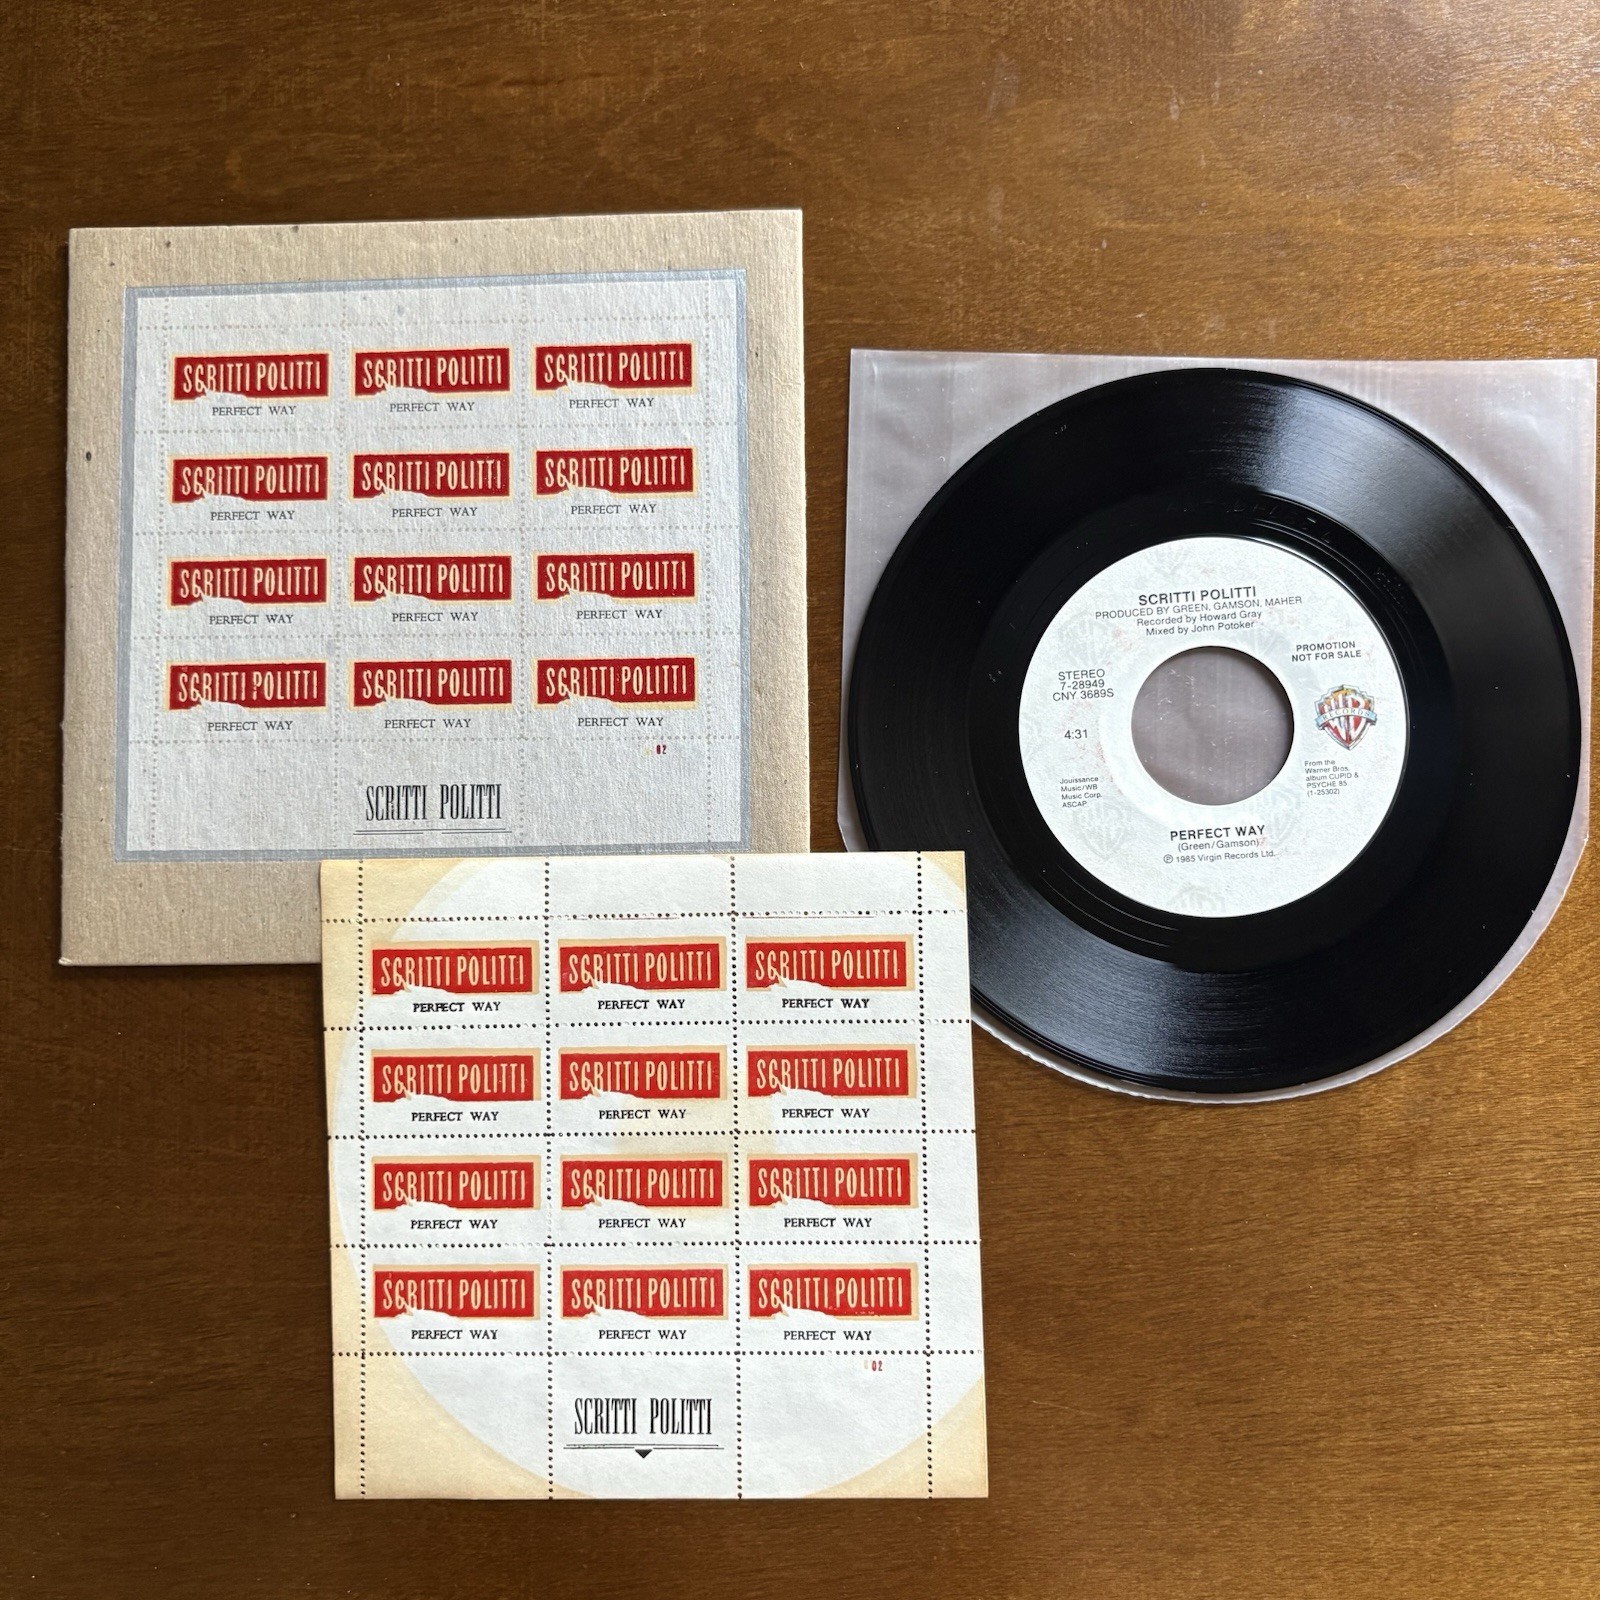 SCRITTI POLITTI SCRITTI POLITTI SCRITTI POLITTI
PERFECT WAY PERFECT WAY PERFECT WAY
SCRITTI POLITTI SCRITTI POLITTI SCRITTI POLITTI
PERFECT WAY PERFECT WAY PERFECT WAY
SCRITTI POLITTI SCRITTI POLITTI SCRITTI POLITTI
PERFECT WAY PERFECT WAY PERFECT WAY
SCRITTI POLITTI SCRITTI POLITTI SCRITTI POLITTI
PERFECT WAY PERFECT WAY PERFECT WAY
02
SCRITTI POLITTI
SCRITTI POLITTI
PRODUCED BY GREEN, GAMSON, MAHER
Recorded by Howard Gray
Mixed by John Potoker
PROMOTION
NOT FOR SALE
STEREO
7-28949
CNY 3689S
4:31
RECORDS
Jouissance
Music/WB
Music Corp.
ASCAP
From the
Warner Bros.
album CUPID &
PSYCHE 85
(1-25302)
PERFECT WAY
(Green/Gamson)
℗ 1985 Virgin Records Ltd.
SCRITTI POLITTI SCRITTI POLITTI SCRITTI POLITTI
PERFECT WAY PERFECT WAY PERFECT WAY
SCRITTI POLITTI SCRITTI POLITTI SCRITTI POLITTI
PERFECT WAY PERFECT WAY PERFECT WAY
SCRITTI POLITTI SCRITTI POLITTI SCRITTI POLITTI
PERFECT WAY PERFECT WAY PERFECT WAY
SCRITTI POLITTI SCRITTI POLITTI SCRITTI POLITTI
PERFECT WAY PERFECT WAY PERFECT WAY
02
SCRITTI POLITTI